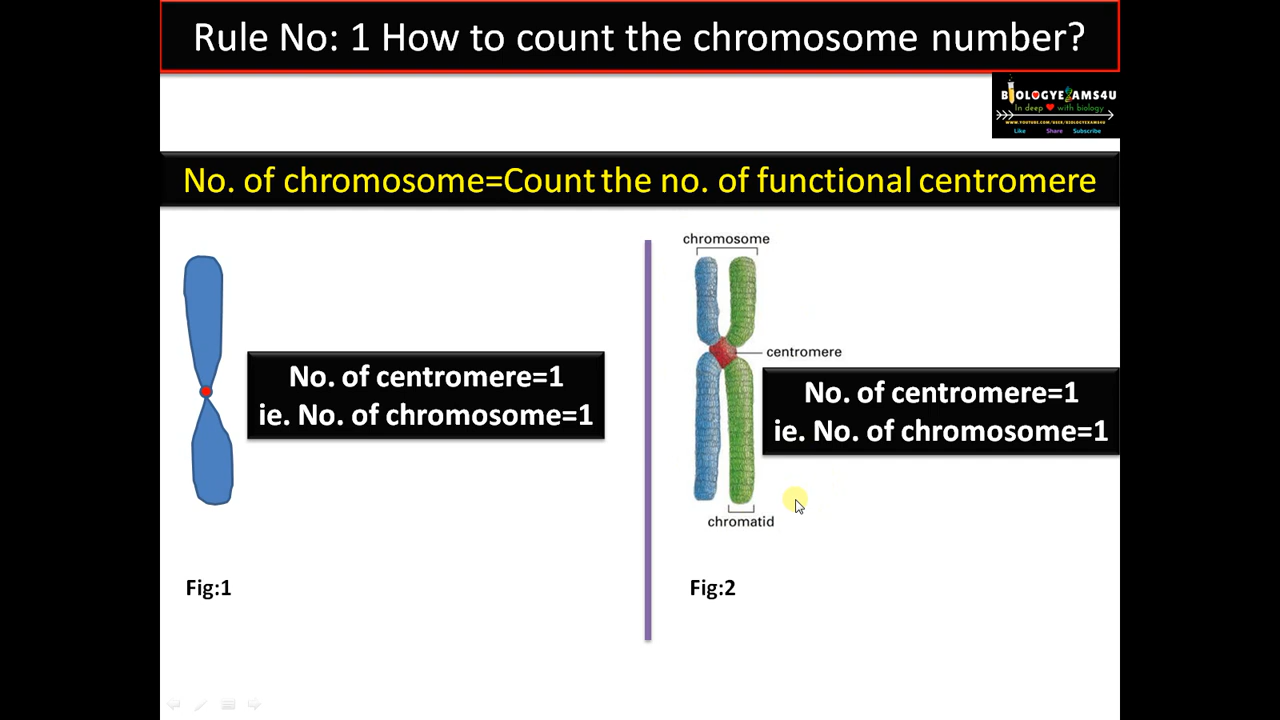 Rule No: 1 How to count the chromosome number?
BIOLOGYEXAMS4U
In deep with biology
WWW.YOUTUBE.COM/USER/BIOLOGYEXAMS4U
Like Share Subscribe
No. of chromosome=Count the no. of functional centromere
chromosome
centromere
No. of centromere=1
ie. No. of chromosome=1
No. of centromere=1
ie. No. of chromosome=1
chromatid
Fig:1
Fig:2